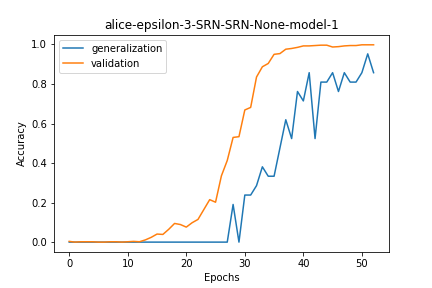 alice-epsilon-3-SRN-SRN-None-model-1
generalization
validation
Accuracy
1.0
0.8
0.6
0.4
0.2
0.0
0 10 20 30 40 50
Epochs